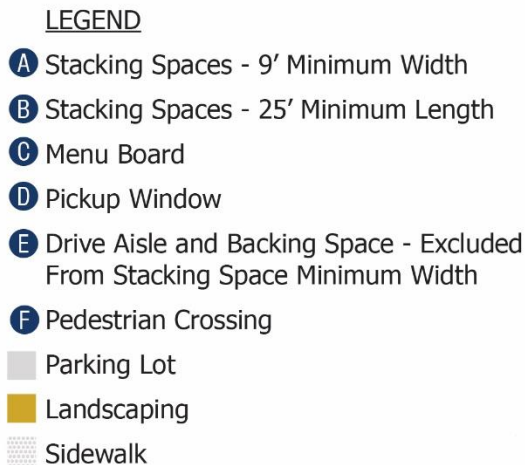 LEGEND
A Stacking Spaces - 9’ Minimum Width
B Stacking Spaces - 25’ Minimum Length
C Menu Board
D Pickup Window
E Drive Aisle and Backing Space - Excluded
From Stacking Space Minimum Width
F Pedestrian Crossing
Parking Lot
Landscaping
Sidewalk